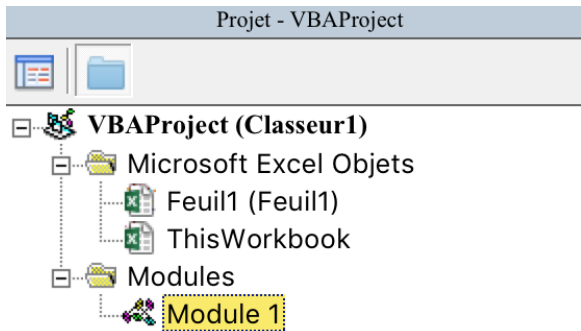 Projet - VBAProject
VBAProject (Classeur1)
Microsoft Excel Objets
Feuil1 (Feuil1)
ThisWorkbook
Modules
Module 1